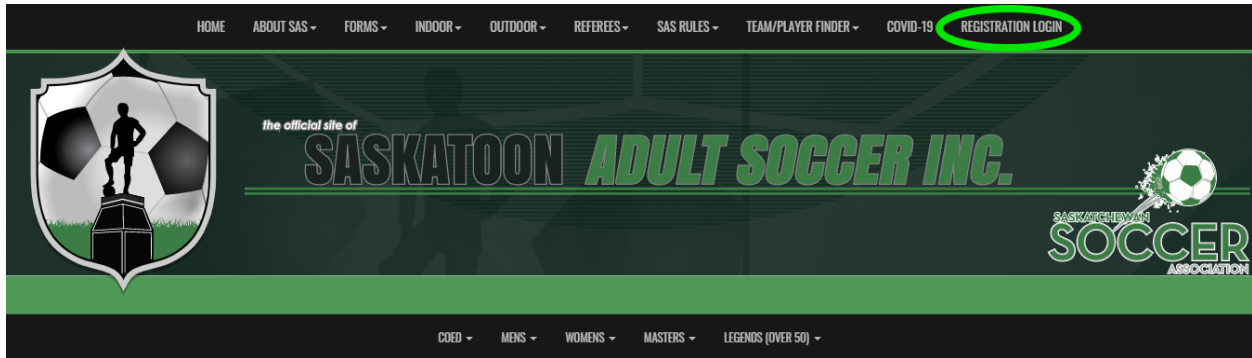 HOME ABOUT SAS FORMS INDOOR OUTDOOR REFEREES SAS RULES TEAM/PLAYER FINDER COVID-19 REGISTRATION LOGIN
the official site of
SASKATOON ADULT SOCCER INC.
SASKATCHEWAN
SOCCER
ASSOCIATION
COED MENS WOMENS MASTERS LEGENDS (OVER 50)